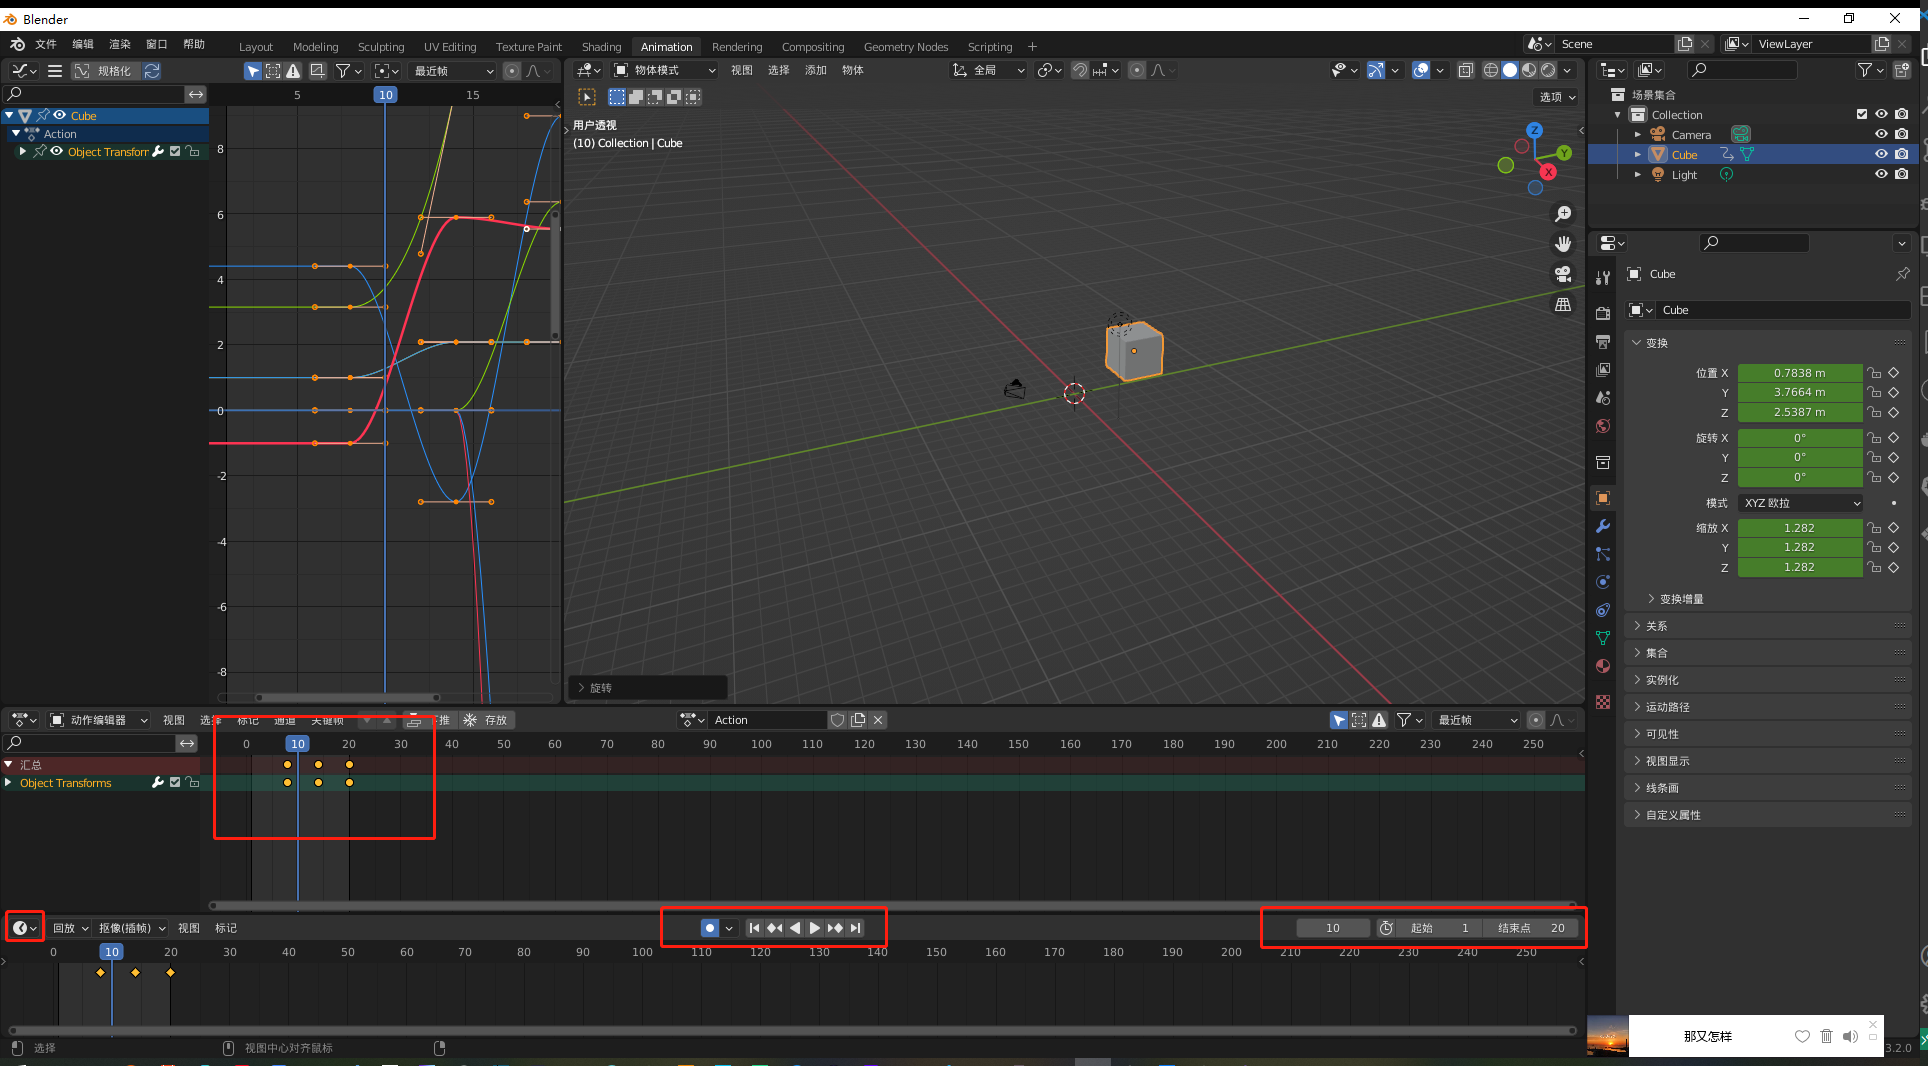 Blender
文件 编辑 渲染 窗口 帮助 Layout Modeling Sculpting UV Editing Texture Paint Shading Animation Rendering Compositing Geometry Nodes Scripting + Scene ViewLayer
规格化 最近帧 物体模式 视图 选择 添加 物体 全局
选项
5 10 15
Cube
Action
Object Transform
8
6
4
2
0
-2
-4
-6
-8
用户透视
(10) Collection | Cube
Z
Y
X
旋转
场景集合
Collection
Camera
Cube
Light
Cube
Cube
变换
位置 X 0.7838 m
Y 3.7664 m
Z 2.5387 m
旋转 X 0°
Y 0°
Z 0°
模式 XYZ 欧拉
缩放 X 1.282
Y 1.282
Z 1.282
变换增量
关系
集合
实例化
运动路径
可见性
视图显示
线条画
自定义属性
动作编辑器 视图 选择 标记 通道 关键帧 推 存放 Action 最近帧
0 10 20 30 40 50 60 70 80 90 100 110 120 130 140 150 160 170 180 190 200 210 220 230 240 250
汇总
Object Transforms
回放 抠像(插帧) 视图 标记 10 起始 1 结束点 20
0 10 20 30 40 50 60 70 80 90 100 110 120 130 140 150 160 170 180 190 200 210 220 230 240 250
选择 视图中心对齐鼠标
那又怎样
3.2.0